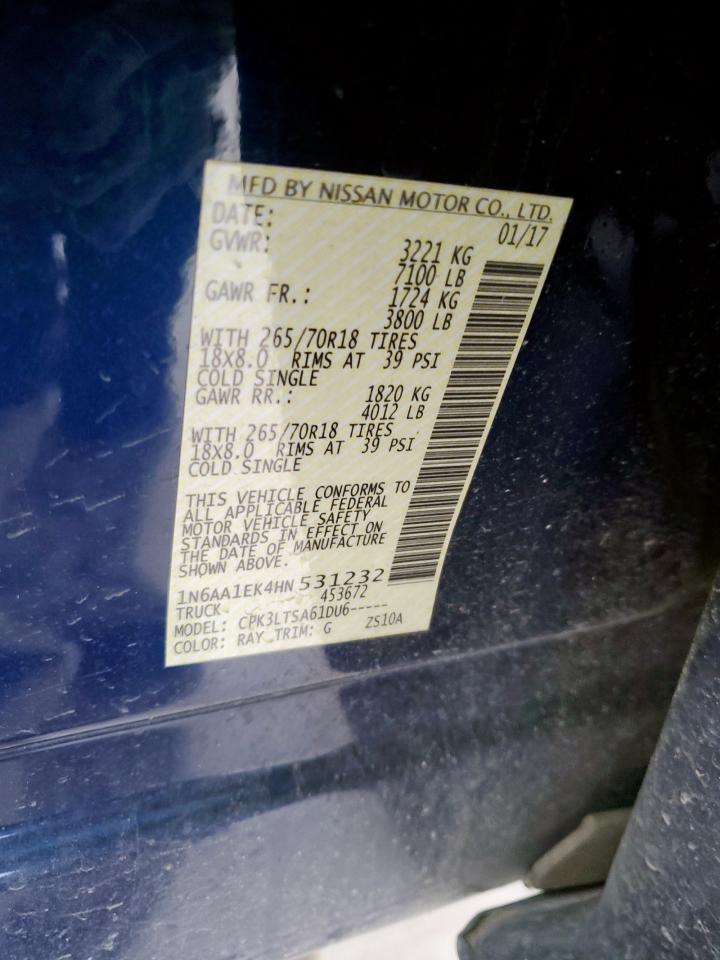 MFD BY NISSAN MOTOR CO., LTD.
DATE: 01/17
GVWR: 3221 KG
7100 LB
GAWR FR.: 1724 KG
3800 LB
WITH 265/70R18 TIRES
18X8.0 RIMS AT 39 PSI
COLD SINGLE
GAWR RR.: 1820 KG
4012 LB
WITH 265/70R18 TIRES
18X8.0 RIMS AT 39 PSI
COLD SINGLE
THIS VEHICLE CONFORMS TO
ALL APPLICABLE FEDERAL
MOTOR VEHICLE SAFETY
STANDARDS IN EFFECT ON
THE DATE OF MANUFACTURE
SHOWN ABOVE.
1N6AA1EK4HN531232
TRUCK 453672
MODEL: CPK3LTSA61DU6-----
COLOR: RAY TRIM: G ZS10A